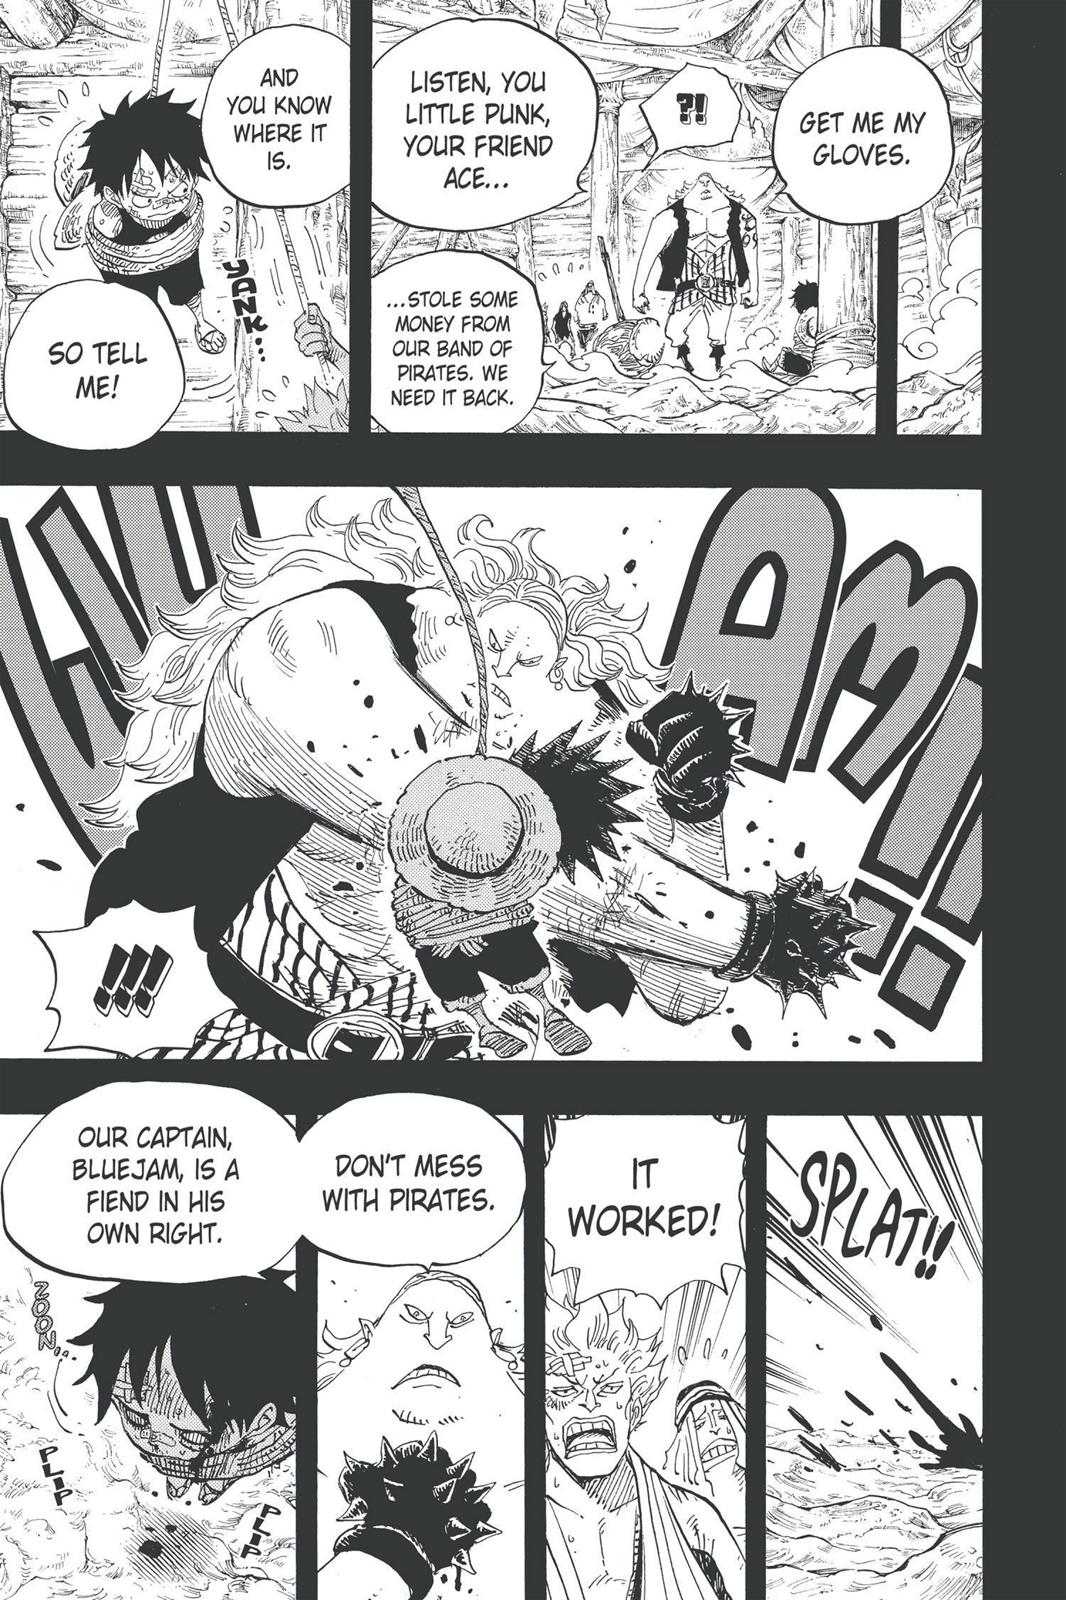 GET ME MY
GLOVES.
?!
LISTEN, YOU
LITTLE PUNK,
YOUR FRIEND
ACE...
...STOLE SOME
MONEY FROM
OUR BAND OF
PIRATES. WE
NEED IT BACK.
AND
YOU KNOW
WHERE IT
IS.
YANK...
SO TELL
ME!
WHAM!!
!!!!
SPLAT!!
IT
WORKED!
DON'T MESS
WITH PIRATES.
OUR CAPTAIN,
BLUEJAM, IS A
FIEND IN HIS
OWN RIGHT.
ZOON...
PLIP
PLIP